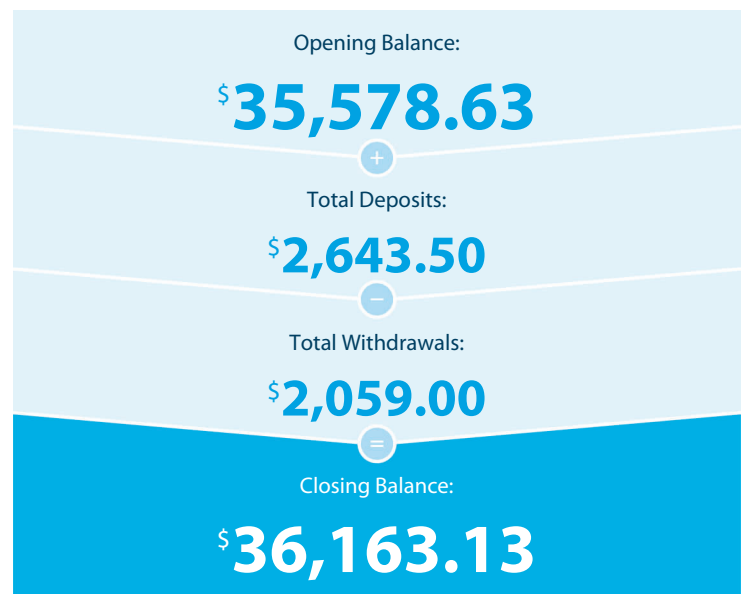 Opening Balance:
$35,578.63
+
Total Deposits:
$2,643.50
−
Total Withdrawals:
$2,059.00
=
Closing Balance:
$36,163.13